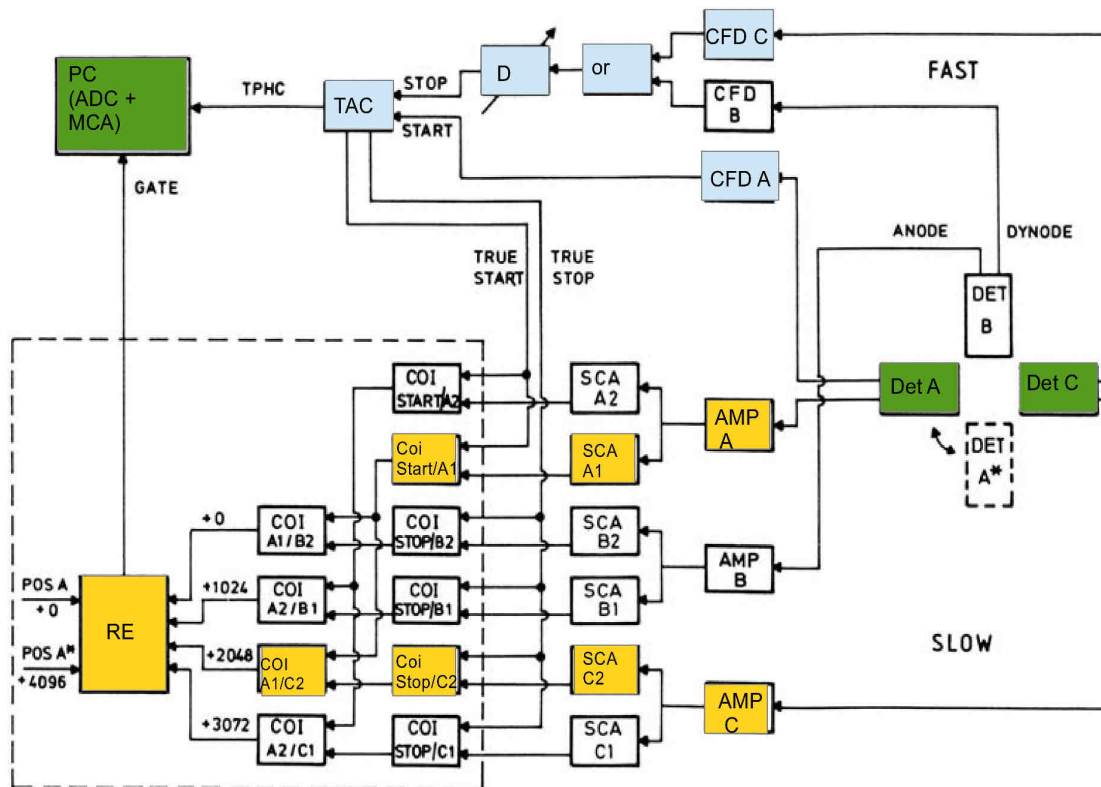 CFD C
FAST
PC
(ADC +
MCA)
TPHC
TAC
STOP
D
or
CFD
B
START
CFD A
GATE
TRUE
START
TRUE
STOP
ANODE
DYNODE
DET
B
Det A
Det C
DET
A*
COI
START/A2
SCA
A2
AMP
A
Coi
Start/A1
SCA
A1
+0
COI
A1/B2
COI
STOP/B2
SCA
B2
AMP
B
POS A
+0
RE
+1024
COI
A2/B1
COI
STOP/B1
SCA
B1
POS A*
+4096
+2048
COI
A1/C2
Coi
Stop/C2
SCA
C2
SLOW
AMP
C
+3072
COI
A2/C1
COI
STOP/C1
SCA
C1